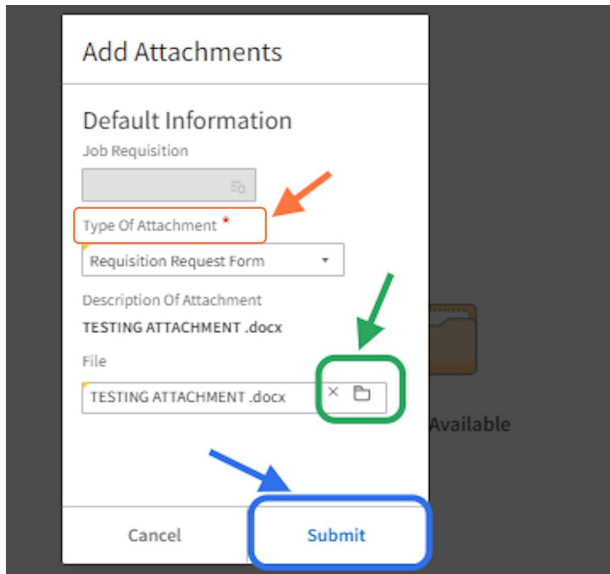 Add Attachments
Default Information
Job Requisition
Type Of Attachment *
Requisition Request Form
Description Of Attachment
TESTING ATTACHMENT .docx
File
TESTING ATTACHMENT .docx
Available
Cancel
Submit